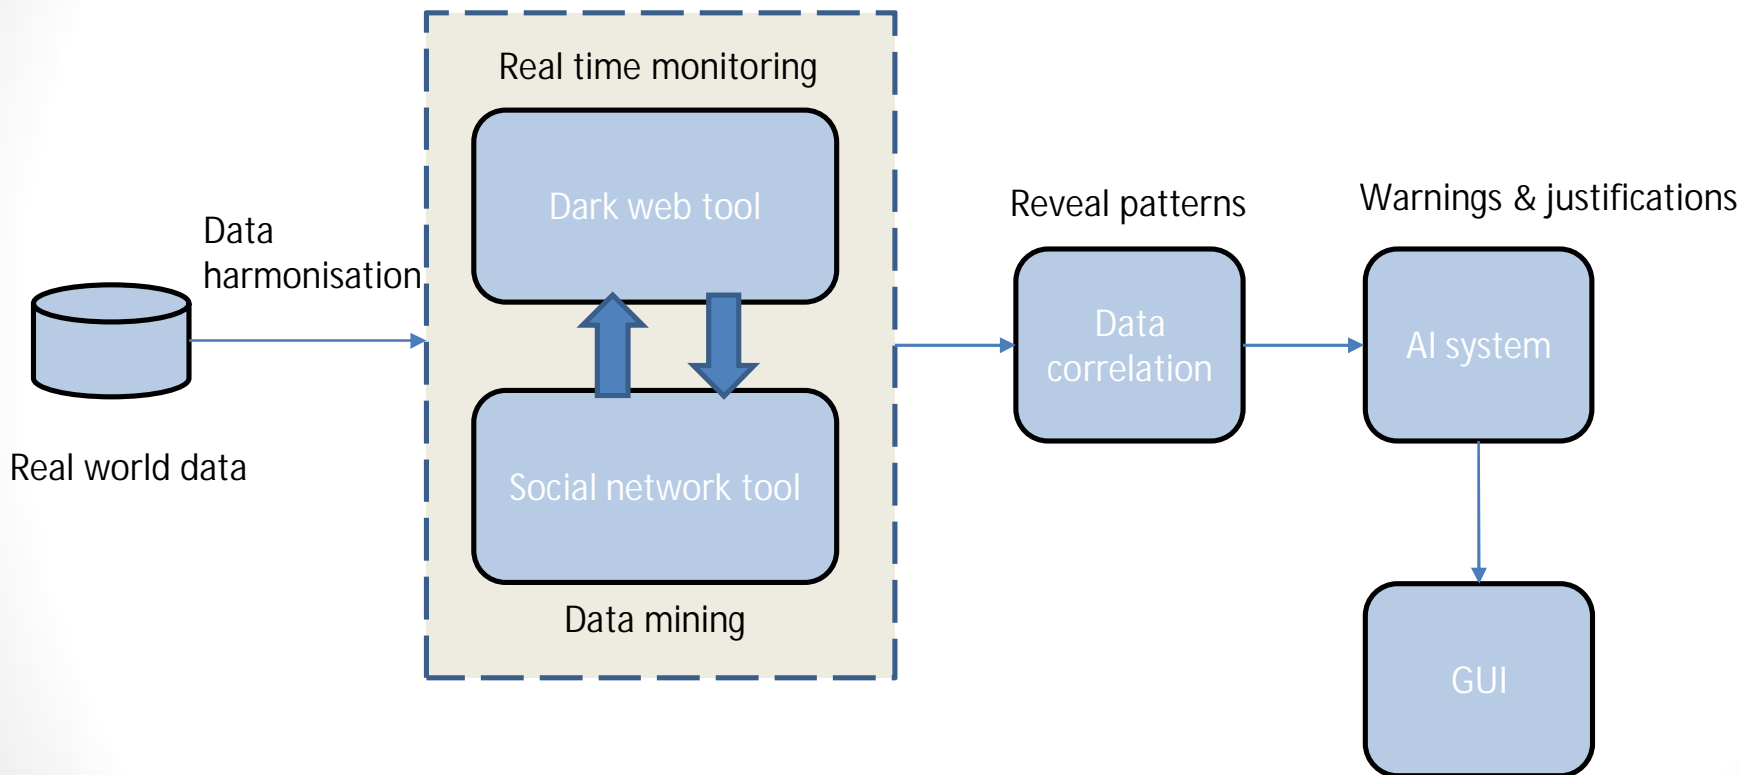 Real world data
Data
harmonisation
Real time monitoring
Dark web tool
Social network tool
Data mining
Reveal patterns
Data
correlation
Warnings & justifications
AI system
GUI